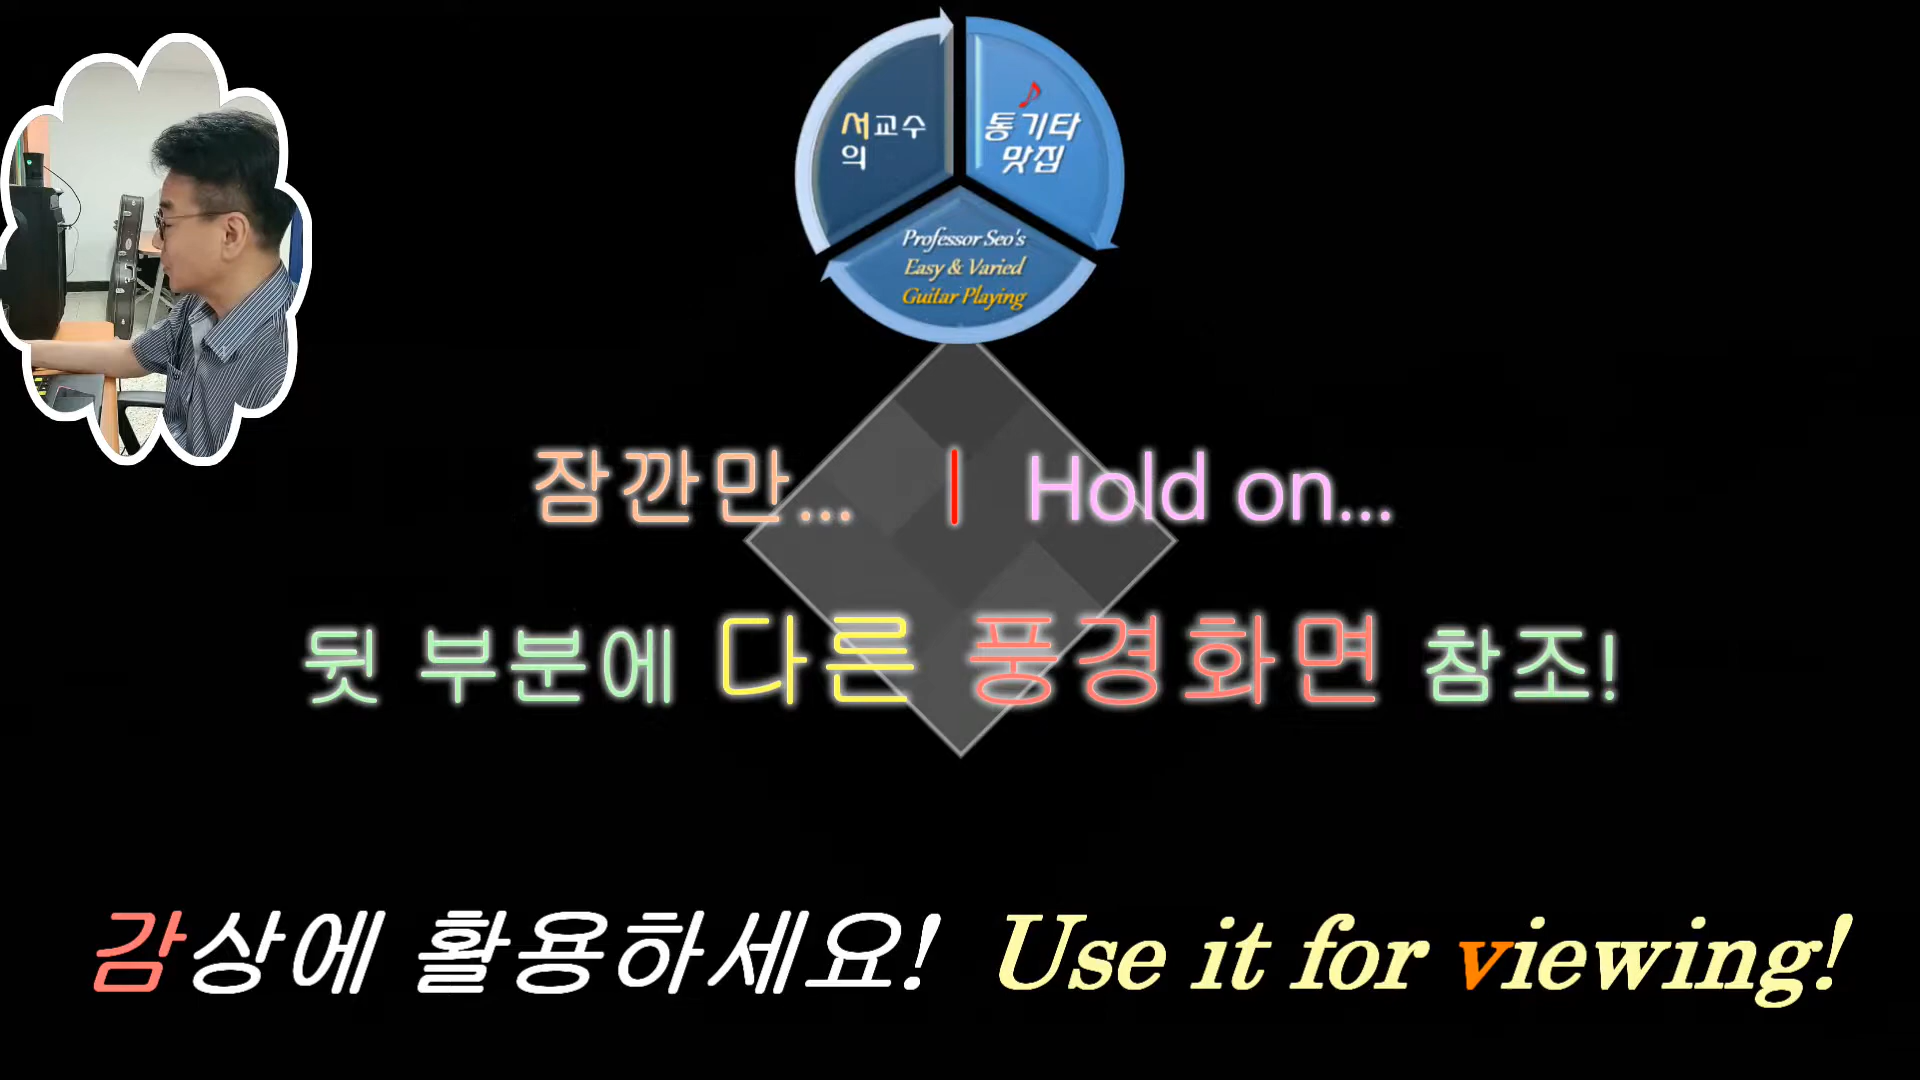 서교수
의
통기타
맛집
Professor Seo's
Easy & Varied
Guitar Playing
잠깐만... | Hold on...
뒷 부분에 다른 풍경화면 참조!
감상에 활용하세요! Use it for viewing!